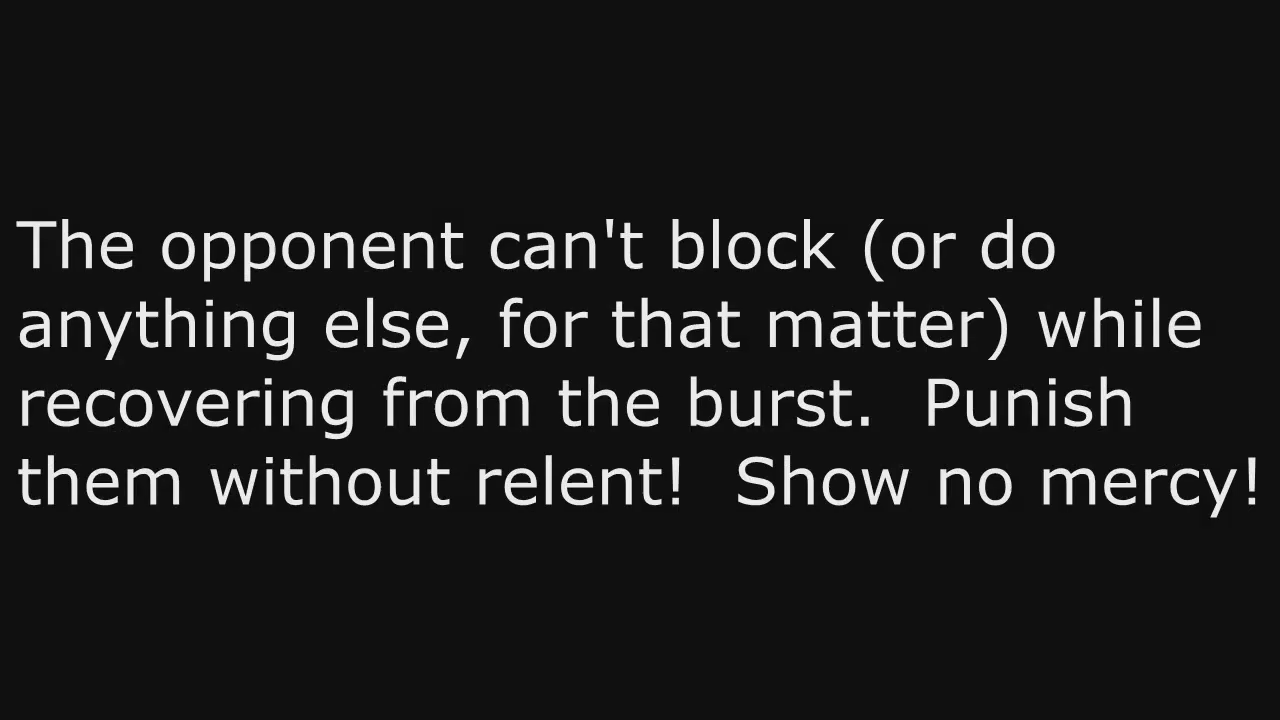 The opponent can't block (or do
anything else, for that matter) while
recovering from the burst.  Punish
them without relent!  Show no mercy!